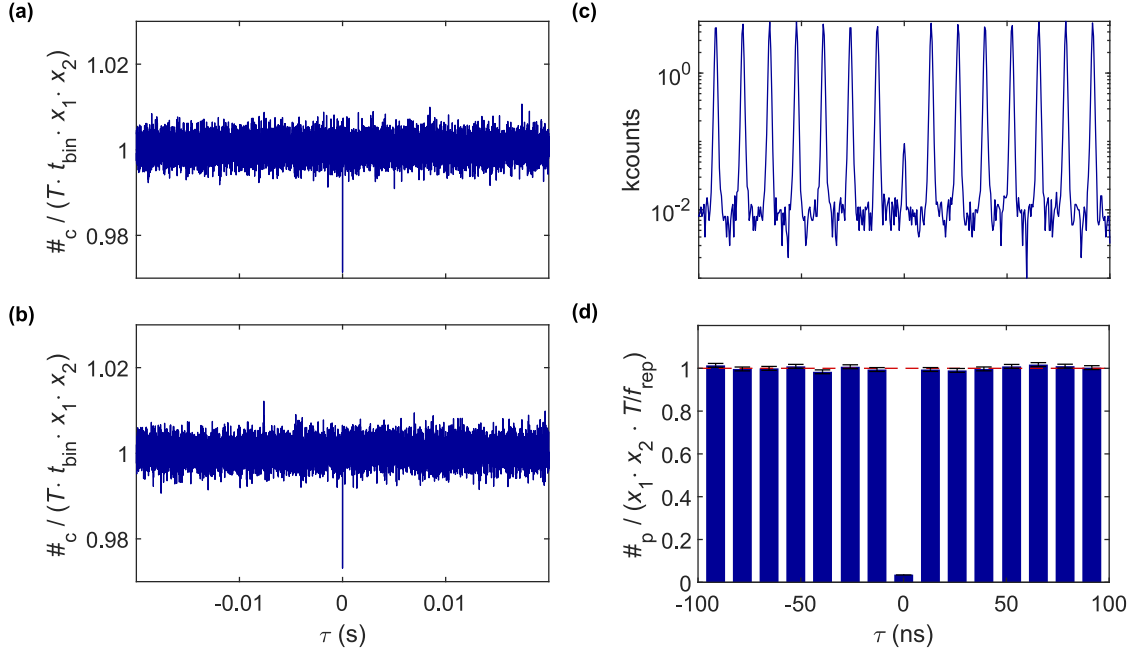 (a)
1.02
1
0.98
#c / (T· tbin · x1 · x2)
(b)
1.02
1
0.98
#c / (T· tbin · x1 · x2)
-0.01
0
0.01
τ (s)
(c)
10^0
10^-2
kcounts
(d)
1
0.8
0.6
0.4
0.2
0
#p / (x1 · x2 · T/frep)
-100
-50
0
50
100
τ (ns)